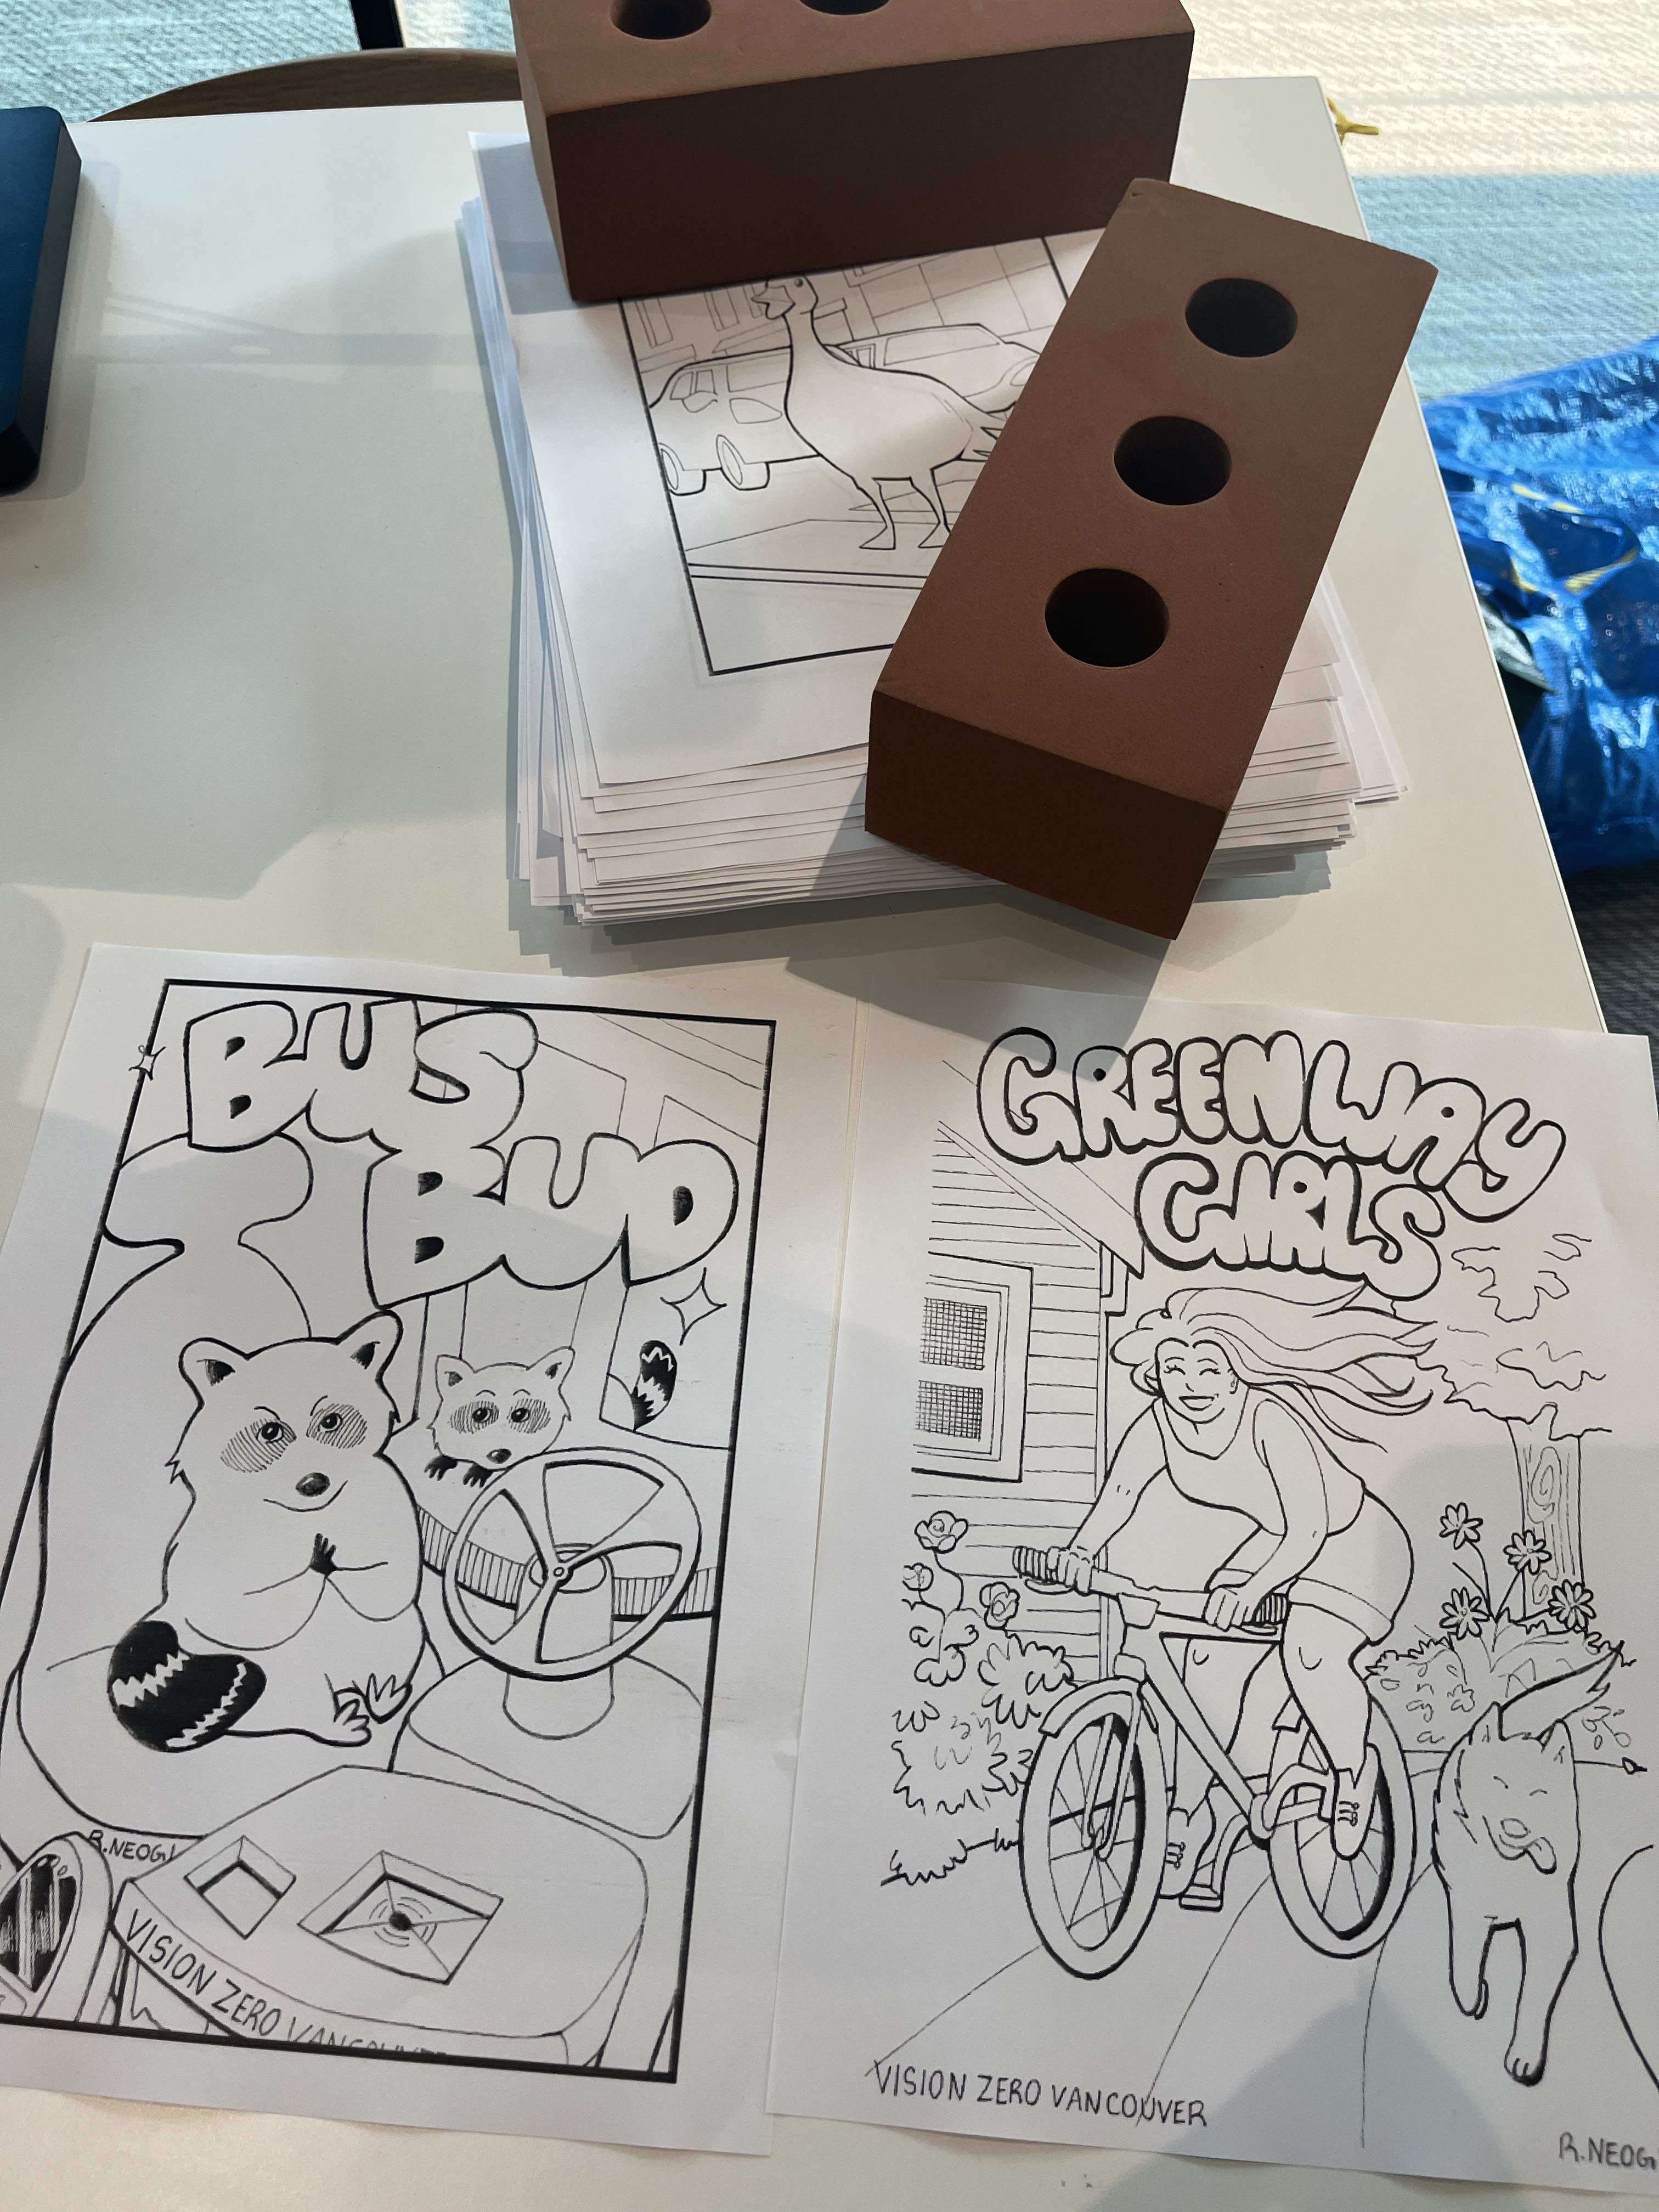 BUS
BUD
R.NEOGI
VISION ZERO VANCOUVER
GREENWAY
GIRLS
VISION ZERO VANCOUVER
R.NEOGI